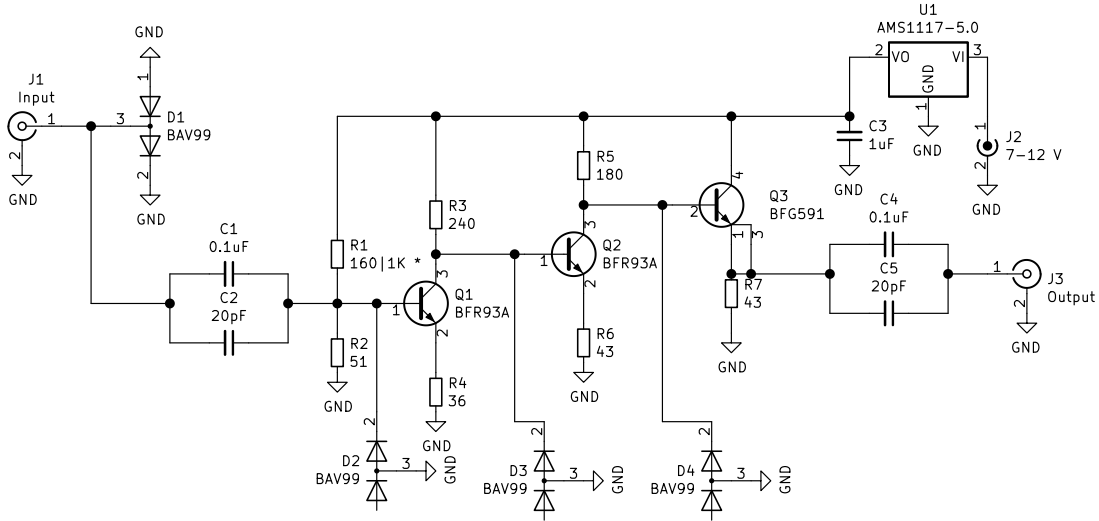 U1
AMS1117-5.0
2
VO
VI
3
GND
1
GND
GND
1
J1
Input
1
2
GND
3
D1
BAV99
2
GND
C3
1uF
GND
1
J2
7-12 V
2
GND
R5
180
R3
240
4
2
Q3
BFG591
1
3
C4
0.1uF
C5
20pF
C1
0.1uF
C2
20pF
R1
160|1K *
3
Q1
BFR93A
1
2
3
Q2
BFR93A
1
2
R7
43
GND
1
J3
Output
2
GND
R2
51
GND
R4
36
GND
R6
43
GND
2
D2
BAV99
3
GND
2
D3
BAV99
3
GND
2
D4
BAV99
3
GND